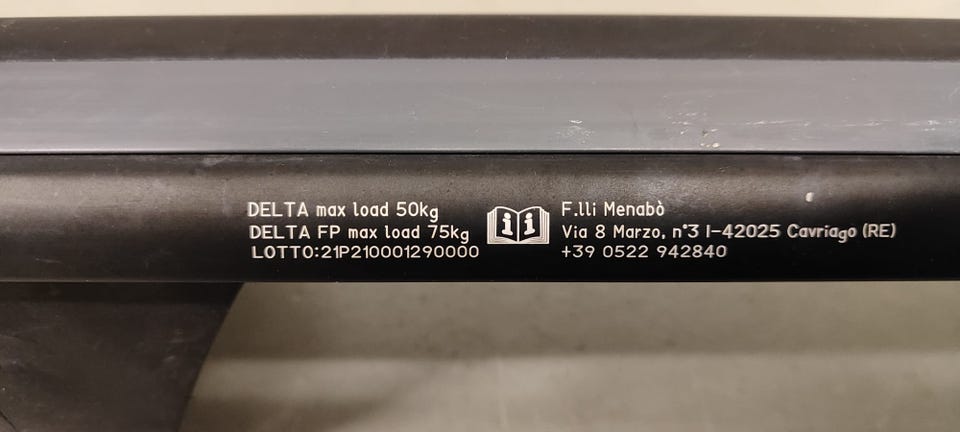 DELTA max load 50kg
DELTA FP max load 75kg
LOTTO:21P210001290000
F.lli Menabò
Via 8 Marzo, n°3 I-42025 Cavriago (RE)
+39 0522 942840